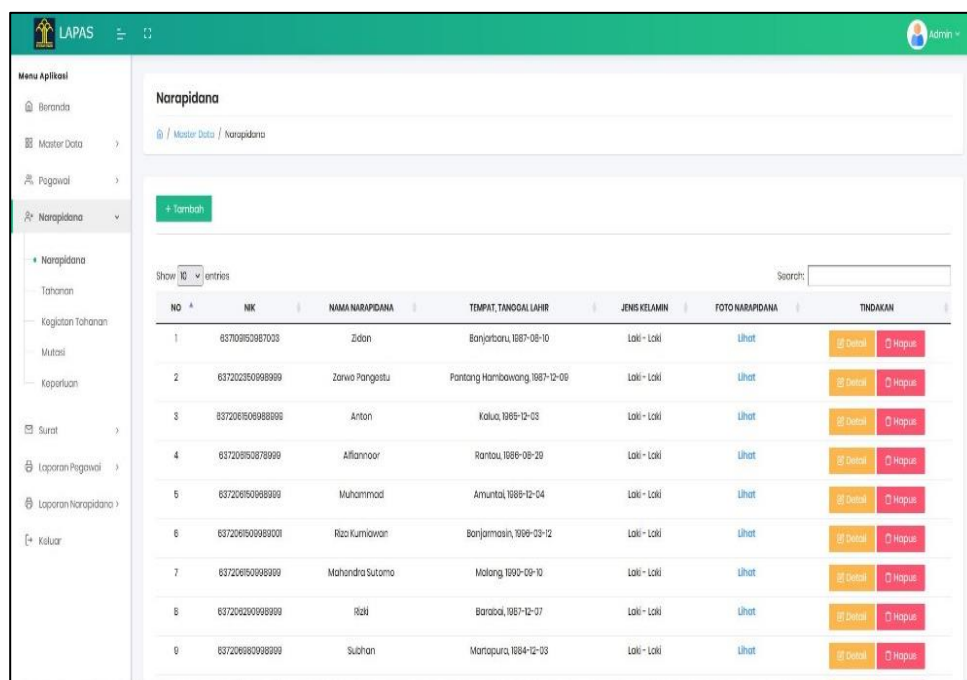 LAPAS
Admin
Menu Aplikasi
Beranda
Master Data
Pegawai
Narapidana
Narapidana
Tahanan
Kegiatan Tahanan
Mutasi
Keperluan
Surat
Laporan Pegawai
Laporan Narapidana
Keluar
Narapidana
/ Master Data / Narapidana
+ Tambah
Show 10 entries
Search:
NO NIK NAMA NARAPIDANA TEMPAT, TANGGAL LAHIR JENIS KELAMIN FOTO NARAPIDANA TINDAKAN
1 637109150987003 Zidan Banjarbaru, 1987-08-10 Laki - Laki Lihat Detail Hapus
2 637202350998999 Zarwo Pangestu Pantang Hambawang, 1987-12-09 Laki - Laki Lihat Detail Hapus
3 6372061506988999 Anton Kalua, 1965-12-03 Laki - Laki Lihat Detail Hapus
4 637206150878999 Alfiannoor Rantau, 1986-08-29 Laki - Laki Lihat Detail Hapus
5 637206150968999 Muhammad Amuntai, 1986-12-04 Laki - Laki Lihat Detail Hapus
6 6372061509989001 Riza Kurniawan Banjarmasin, 1996-03-12 Laki - Laki Lihat Detail Hapus
7 637206150998999 Mahendra Sutomo Malang, 1990-09-10 Laki - Laki Lihat Detail Hapus
8 637206290998999 Rizki Barabai, 1987-12-07 Laki - Laki Lihat Detail Hapus
9 637206980998999 Subhan Martapura, 1984-12-03 Laki - Laki Lihat Detail Hapus